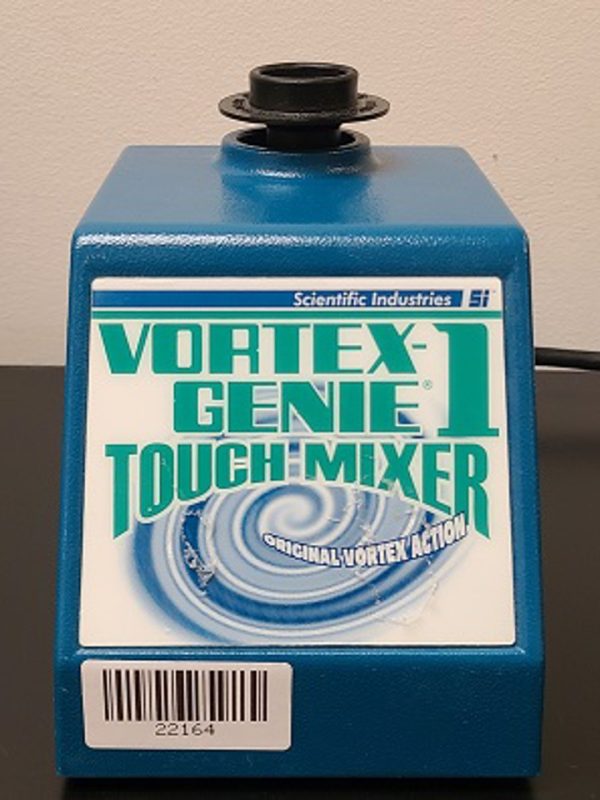 Scientific Industries SI
VORTEX-
GENIE® 1
TOUCH MIXER
ORIGINAL VORTEX ACTION
22164